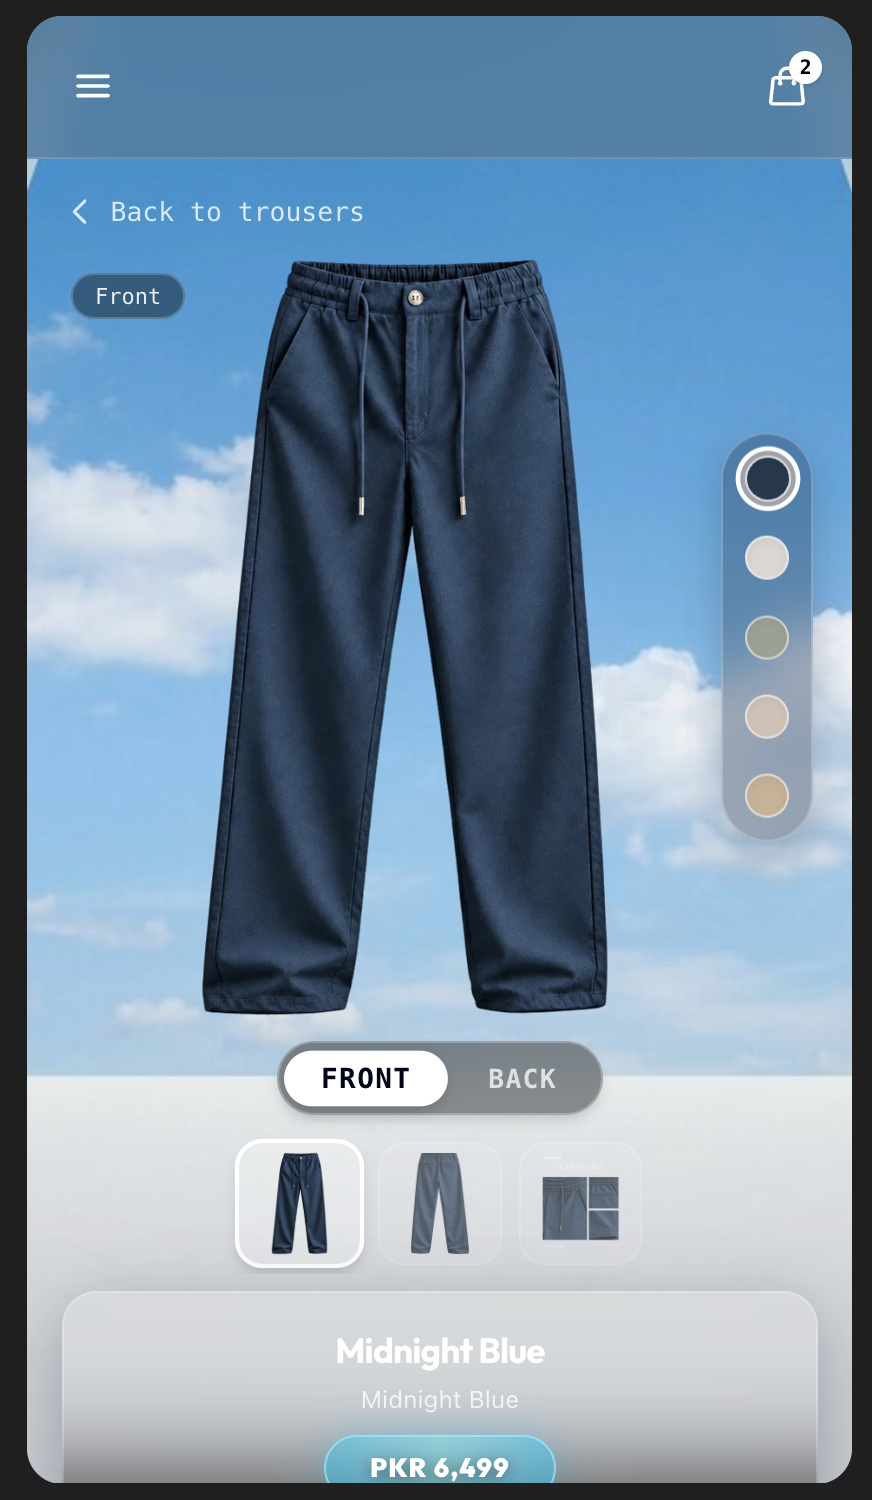 2
Back to trousers
Front
FRONT
BACK
Midnight Blue
Midnight Blue
PKR 6,499